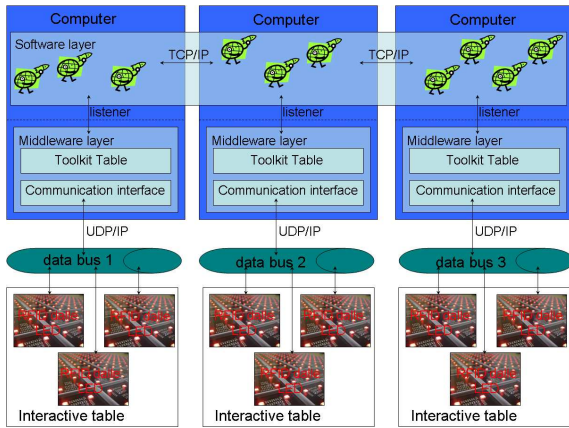 Computer
Computer
Computer
Software layer
TCP/IP
TCP/IP
listener
listener
listener
Middleware layer
Middleware layer
Middleware layer
Toolkit Table
Toolkit Table
Toolkit Table
Communication interface
Communication interface
Communication interface
UDP/IP
UDP/IP
UDP/IP
data bus 1
data bus 2
data bus 3
Interactive table
Interactive table
Interactive table